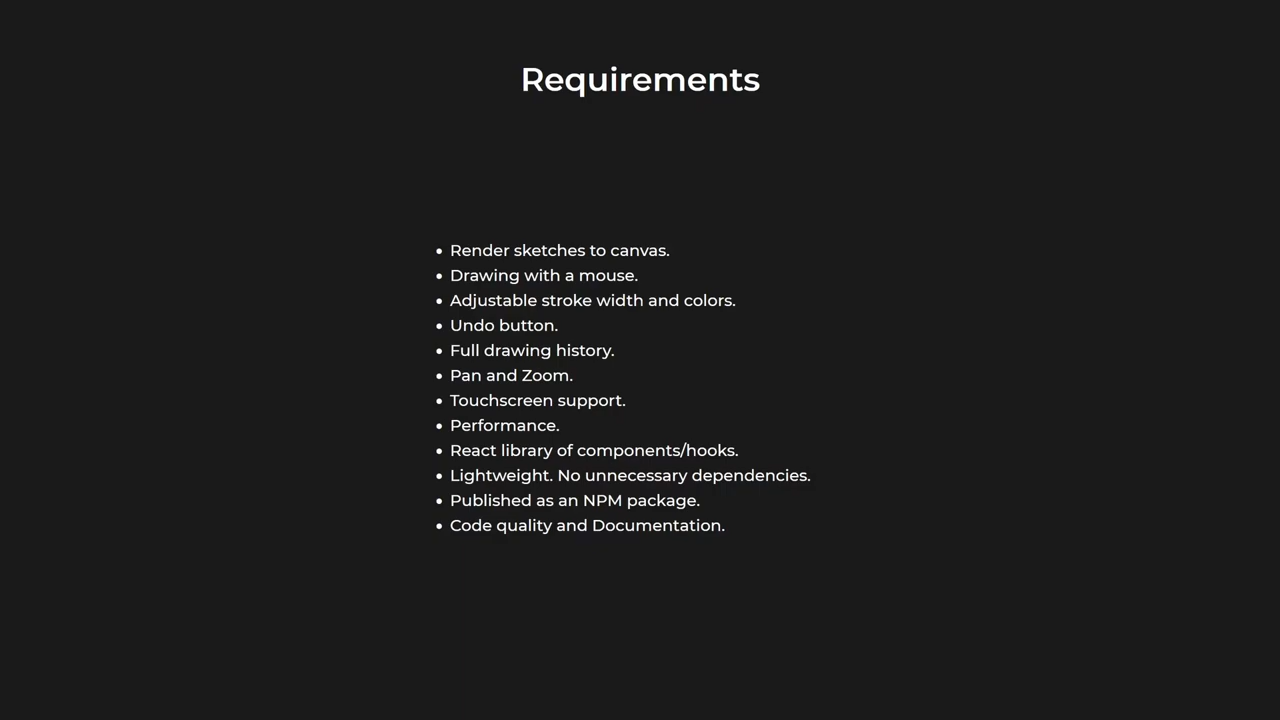 Requirements
• Render sketches to canvas.
• Drawing with a mouse.
• Adjustable stroke width and colors.
• Undo button.
• Full drawing history.
• Pan and Zoom.
• Touchscreen support.
• Performance.
• React library of components/hooks.
• Lightweight. No unnecessary dependencies.
• Published as an NPM package.
• Code quality and Documentation.